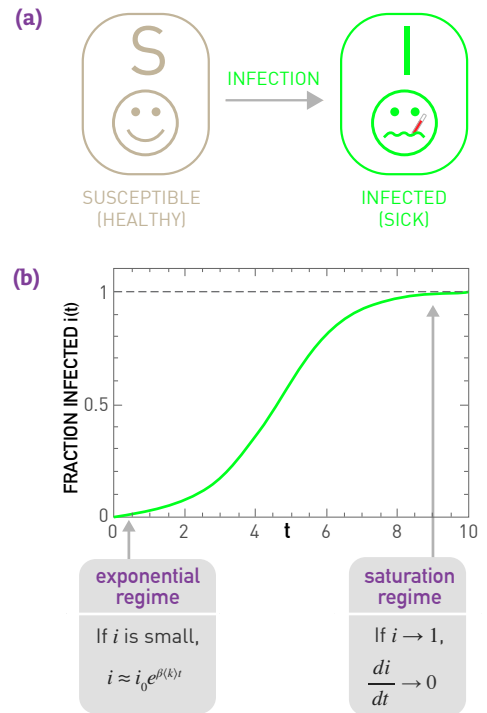 (a)
S
I
INFECTION
SUSCEPTIBLE
(HEALTHY)
INFECTED
(SICK)
(b)
FRACTION INFECTED i(t)
1
0.5
0
0 2 4 t 6 8 10
exponential
regime
If i is small,
i ≈ i₀e^{β⟨k⟩t}
saturation
regime
If i → 1,
di/dt → 0